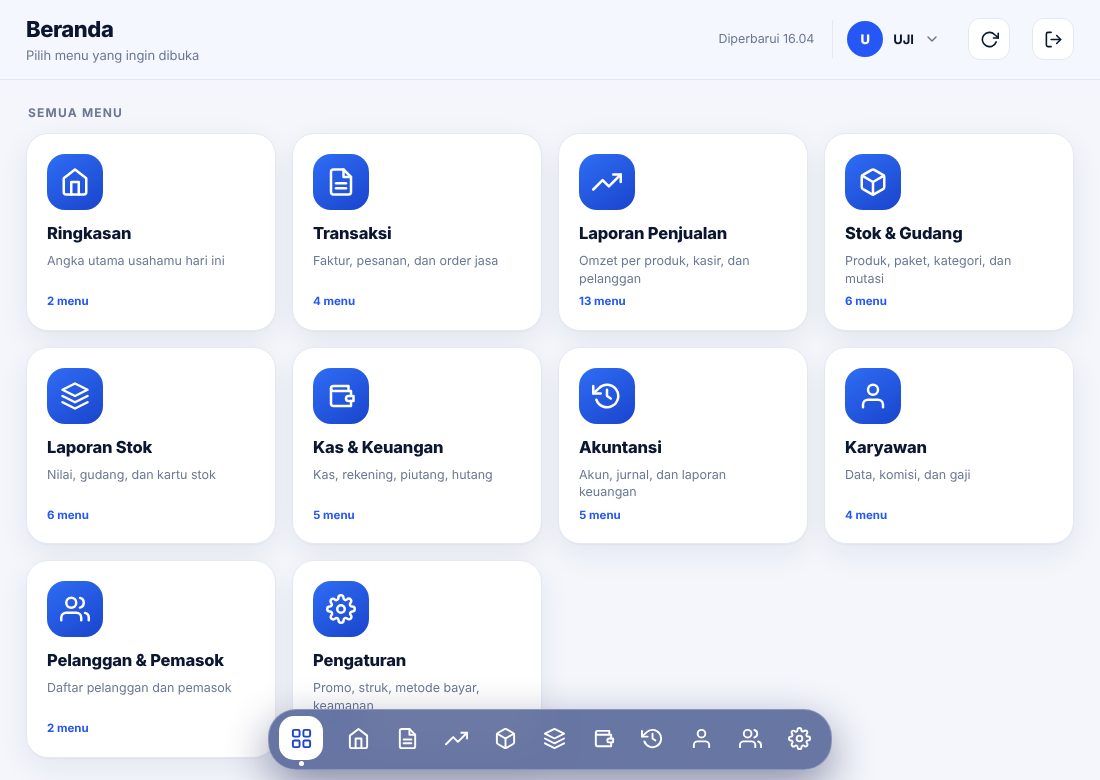 Beranda
Pilih menu yang ingin dibuka
Diperbarui 16.04
U
UJI
SEMUA MENU
Ringkasan
Angka utama usahamu hari ini
2 menu
Transaksi
Faktur, pesanan, dan order jasa
4 menu
Laporan Penjualan
Omzet per produk, kasir, dan
pelanggan
13 menu
Stok & Gudang
Produk, paket, kategori, dan
mutasi
6 menu
Laporan Stok
Nilai, gudang, dan kartu stok
6 menu
Kas & Keuangan
Kas, rekening, piutang, hutang
5 menu
Akuntansi
Akun, jurnal, dan laporan
keuangan
5 menu
Karyawan
Data, komisi, dan gaji
4 menu
Pelanggan & Pemasok
Daftar pelanggan dan pemasok
2 menu
Pengaturan
Promo, struk, metode bayar,
keamanan